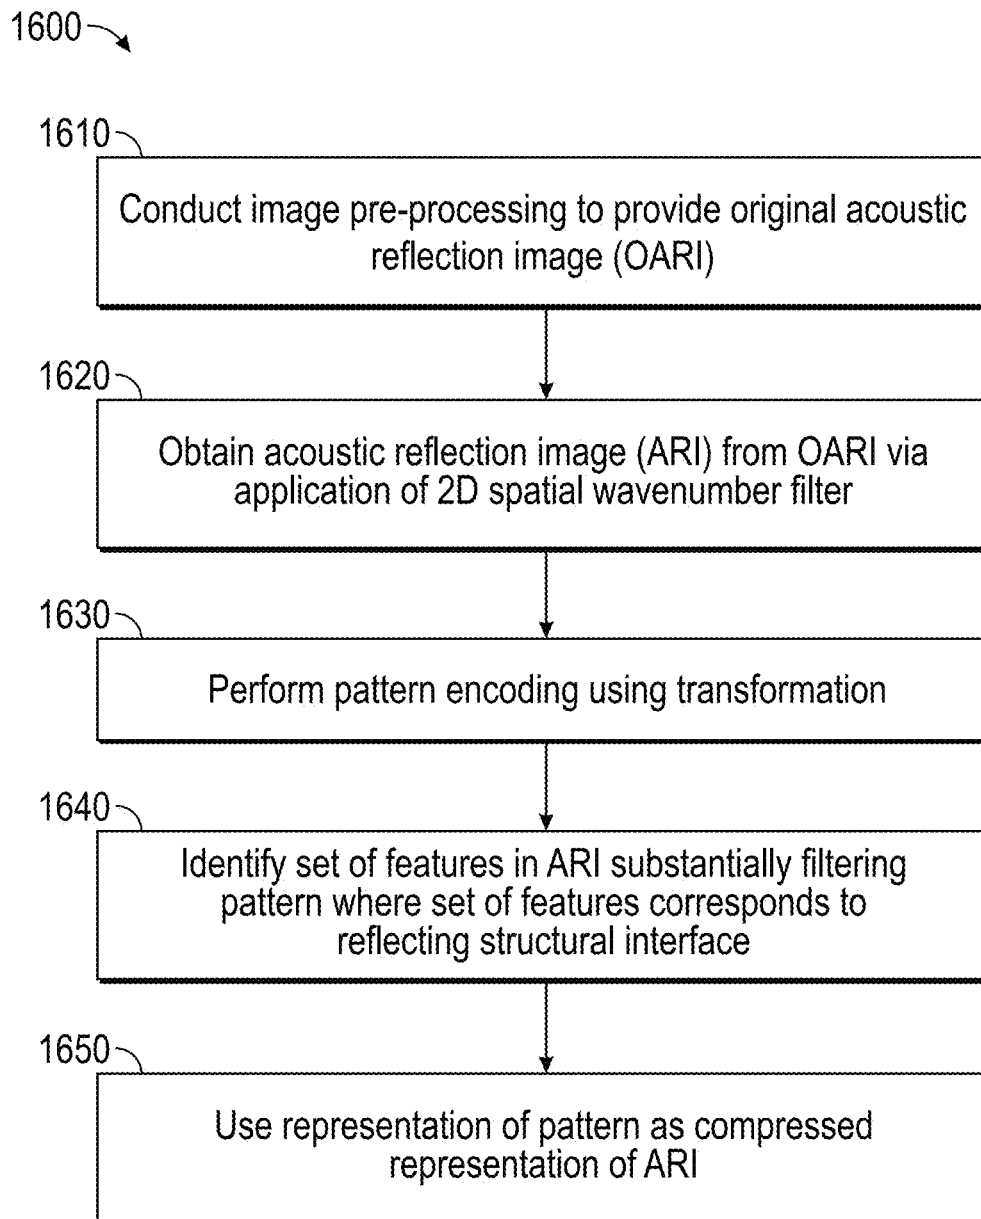 1600
1610
Conduct image pre-processing to provide original acoustic
reflection image (OARI)
1620
Obtain acoustic reflection image (ARI) from OARI via
application of 2D spatial wavenumber filter
1630
Perform pattern encoding using transformation
1640
Identify set of features in ARI substantially filtering
pattern where set of features corresponds to
reflecting structural interface
1650
Use representation of pattern as compressed
representation of ARI